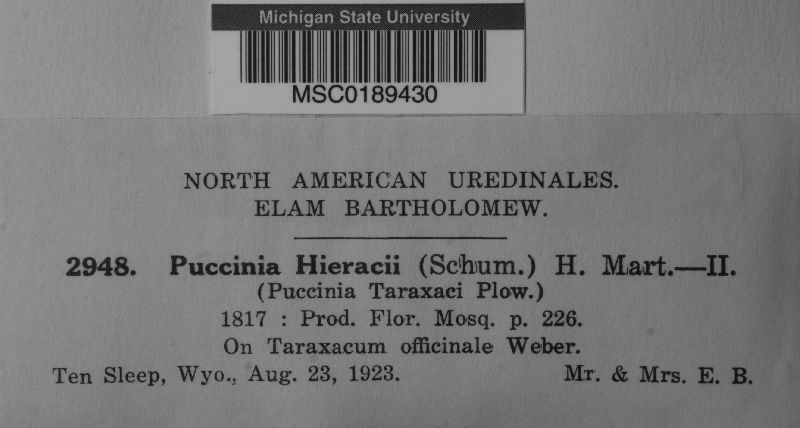 Michigan State University
MSC0189430
NORTH AMERICAN UREDINALES.
ELAM BARTHOLOMEW.
2948. Puccinia Hieracii (Schum.) H. Mart.—II.
(Puccinia Taraxaci Plow.)
1817 : Prod. Flor. Mosq. p. 226.
On Taraxacum officinale Weber.
Ten Sleep, Wyo., Aug. 23, 1923. Mr. & Mrs. E. B.